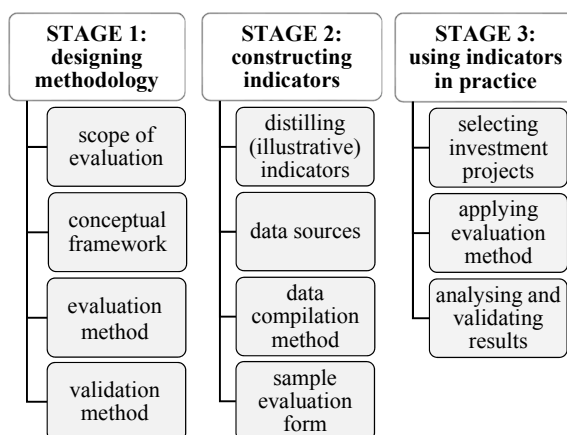 STAGE 1:
designing
methodology
scope of
evaluation
conceptual
framework
evaluation
method
validation
method
STAGE 2:
constructing
indicators
distilling
(illustrative)
indicators
data sources
data
compilation
method
sample
evaluation
form
STAGE 3:
using indicators
in practice
selecting
investment
projects
applying
evaluation
method
analysing and
validating
results